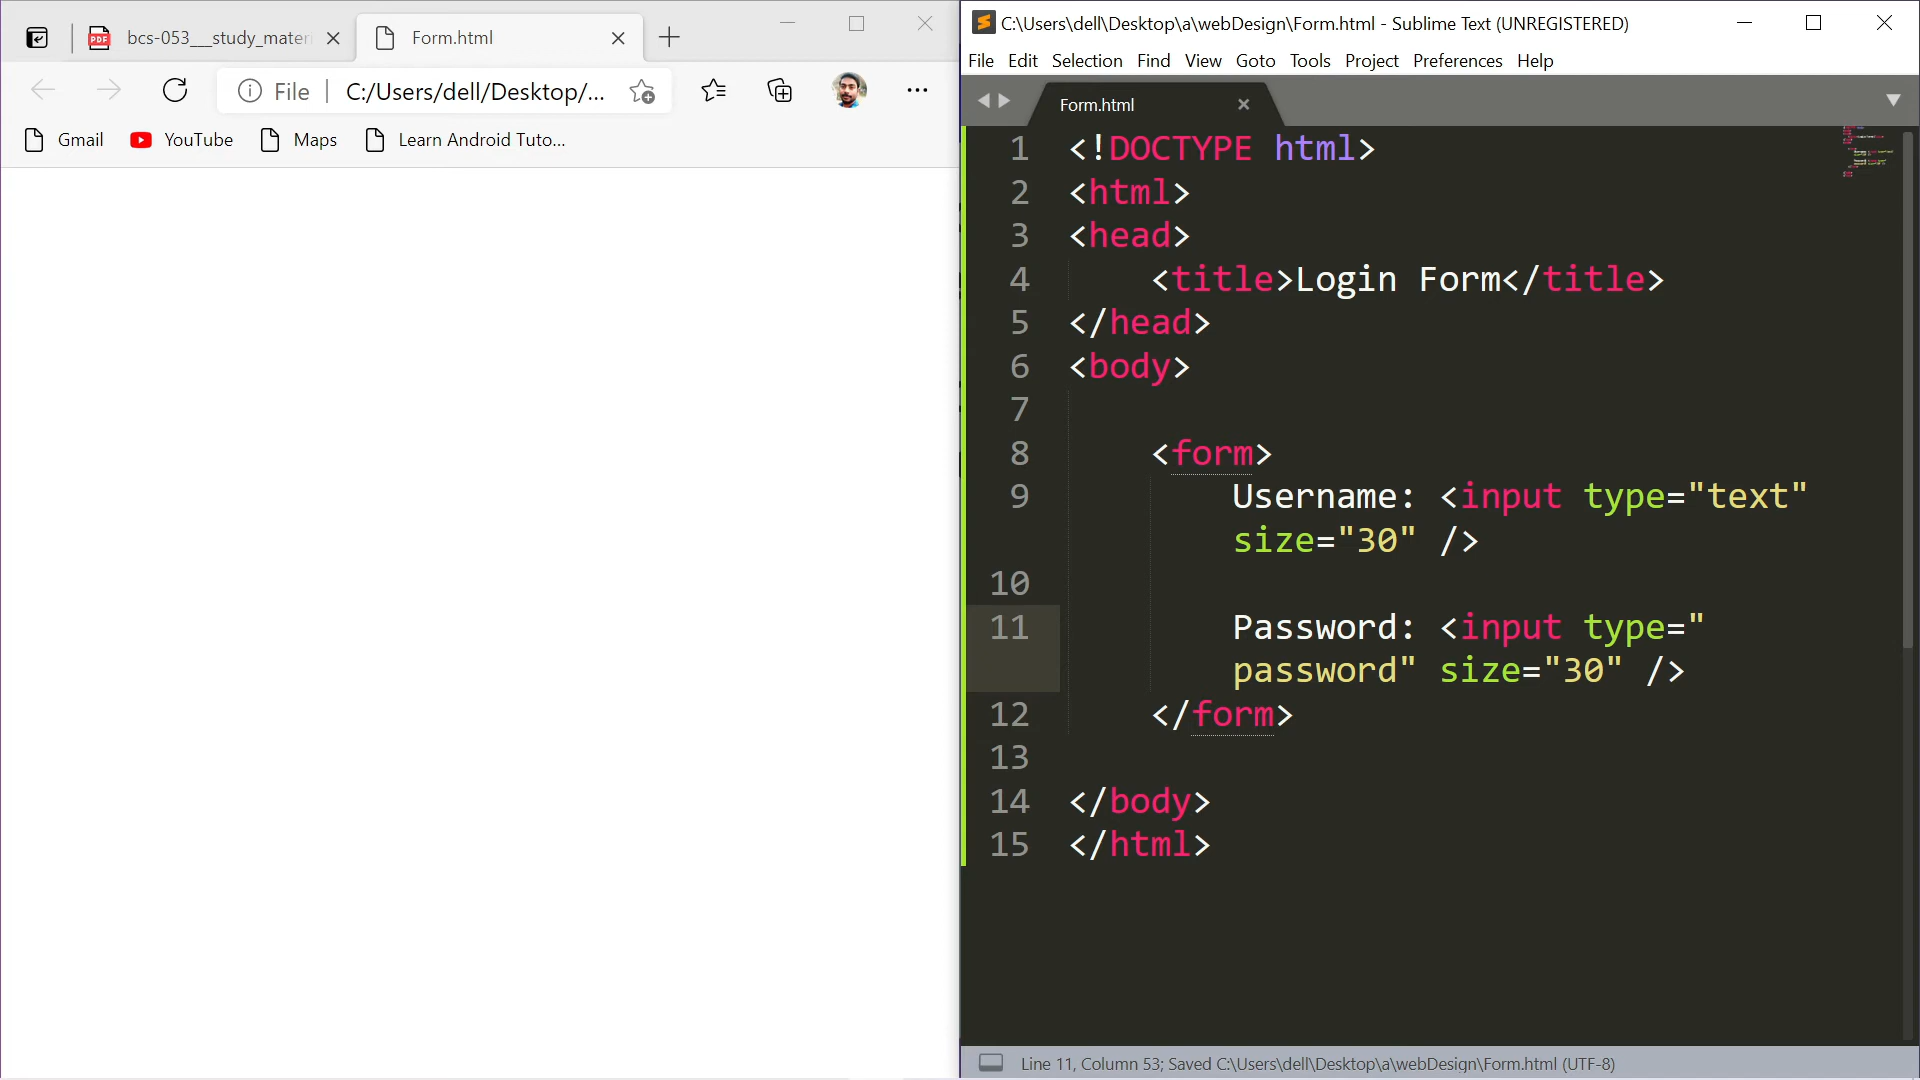 bcs-053___study_materi
Form.html
File
C:/Users/dell/Desktop/...
Gmail
YouTube
Maps
Learn Android Tuto...
C:\Users\dell\Desktop\a\webDesign\Form.html - Sublime Text (UNREGISTERED)
File Edit Selection Find View Goto Tools Project Preferences Help
Form.html
1 <!DOCTYPE html>
2 <html>
3 <head>
4 <title>Login Form</title>
5 </head>
6 <body>
7
8 <form>
9 Username: <input type="text"
size="30" />
10
11 Password: <input type="
password" size="30" />
12 </form>
13
14 </body>
15 </html>
Line 11, Column 53; Saved C:\Users\dell\Desktop\a\webDesign\Form.html (UTF-8)